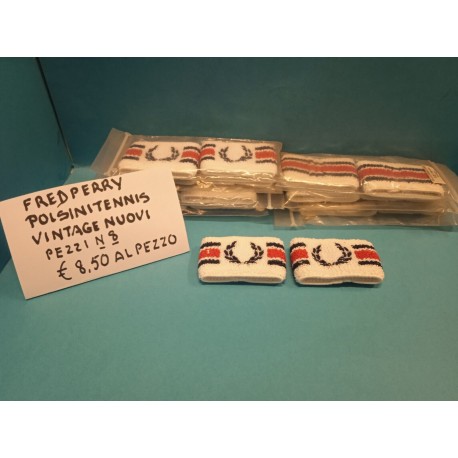 FRED PERRY
POLSINI TENNIS
VINTAGE NUOVI
PEZZI N 8
€ 8,50 AL PEZZO